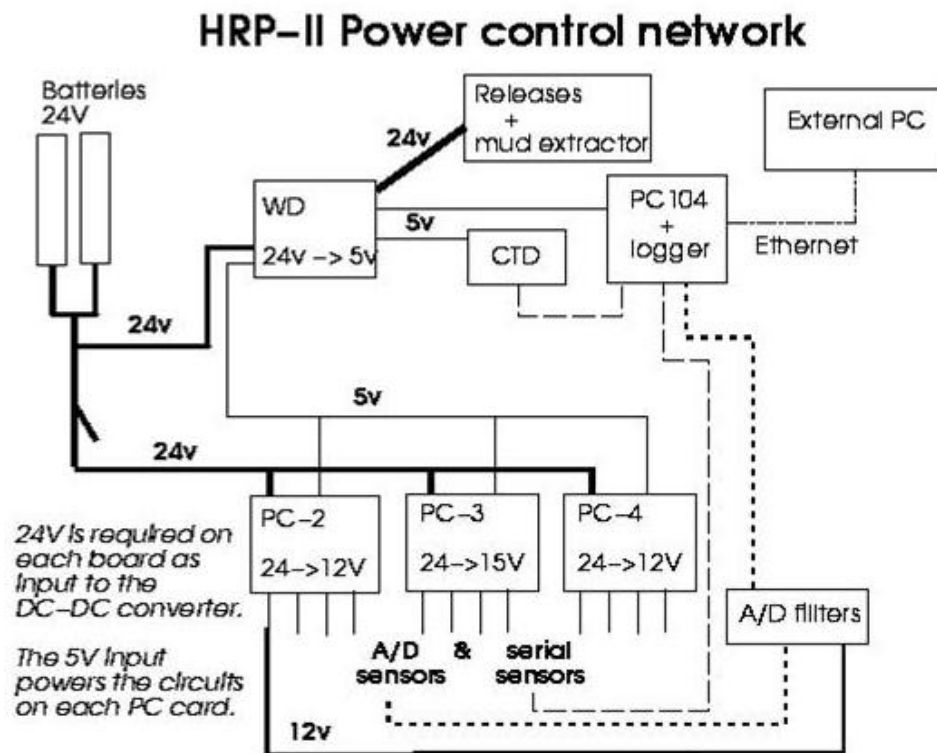 HRP-II Power control network
Batteries
24V
24v
Releases
+
mud extractor
External PC
WD
24V -> 5v
5v
CTD
PC104
+
logger
Ethernet
24v
5v
24v
PC-2
24->12V
PC-3
24->15V
PC-4
24->12V
24V is required on
each board as
input to the
DC-DC converter.
The 5V input
powers the circuits
on each PC card.
A/D
sensors
&
serial
sensors
A/D fillters
12v